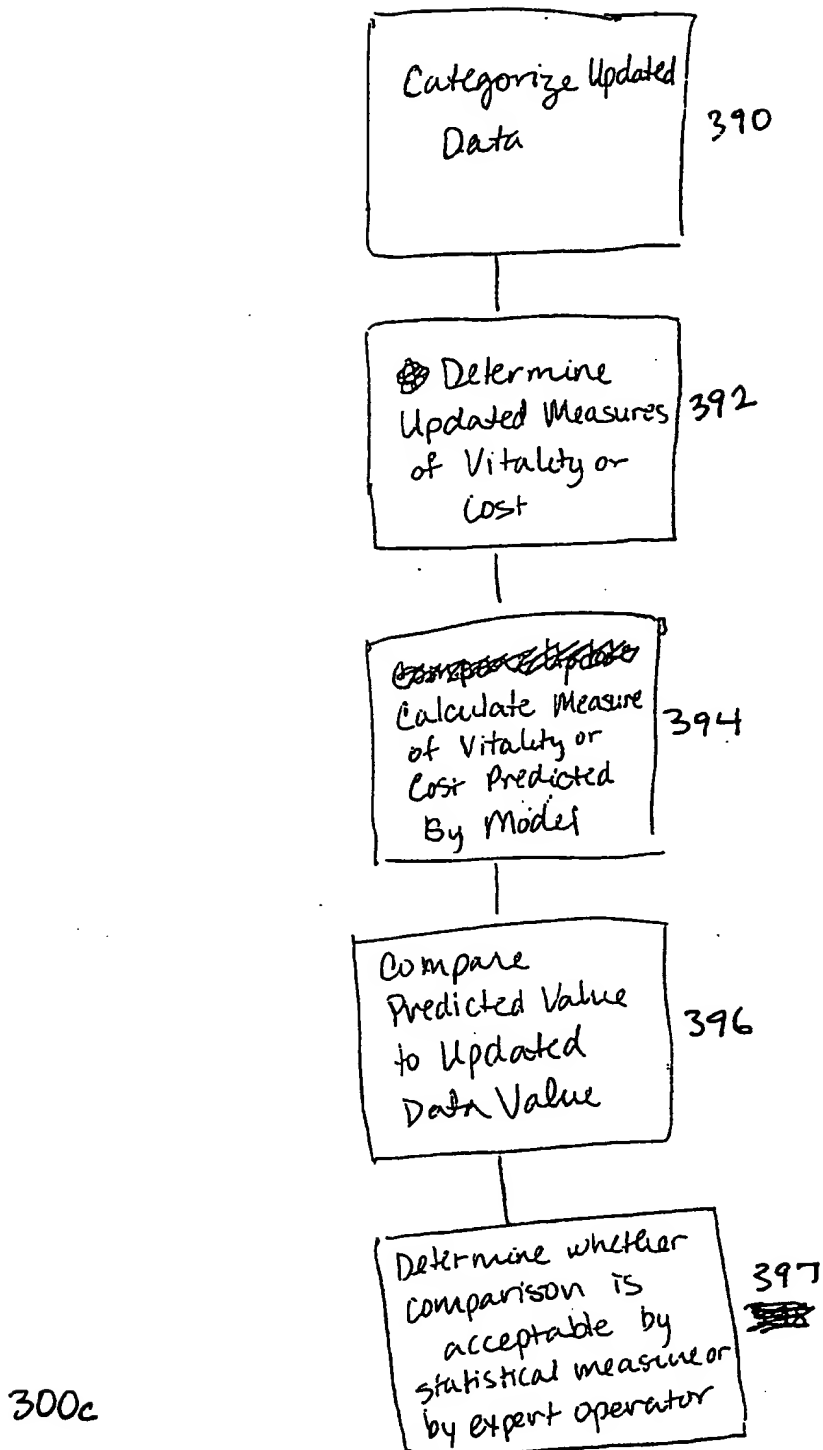 Categorize Updated
Data
390
Determine
Updated Measures
of Vitality or
Cost
392
Calculate Measure
of Vitality or
Cost Predicted
By Model
394
Compare
Predicted Value
to Updated
Data Value
396
Determine whether
comparison is
acceptable by
statistical measure or
by expert operator
397
300c